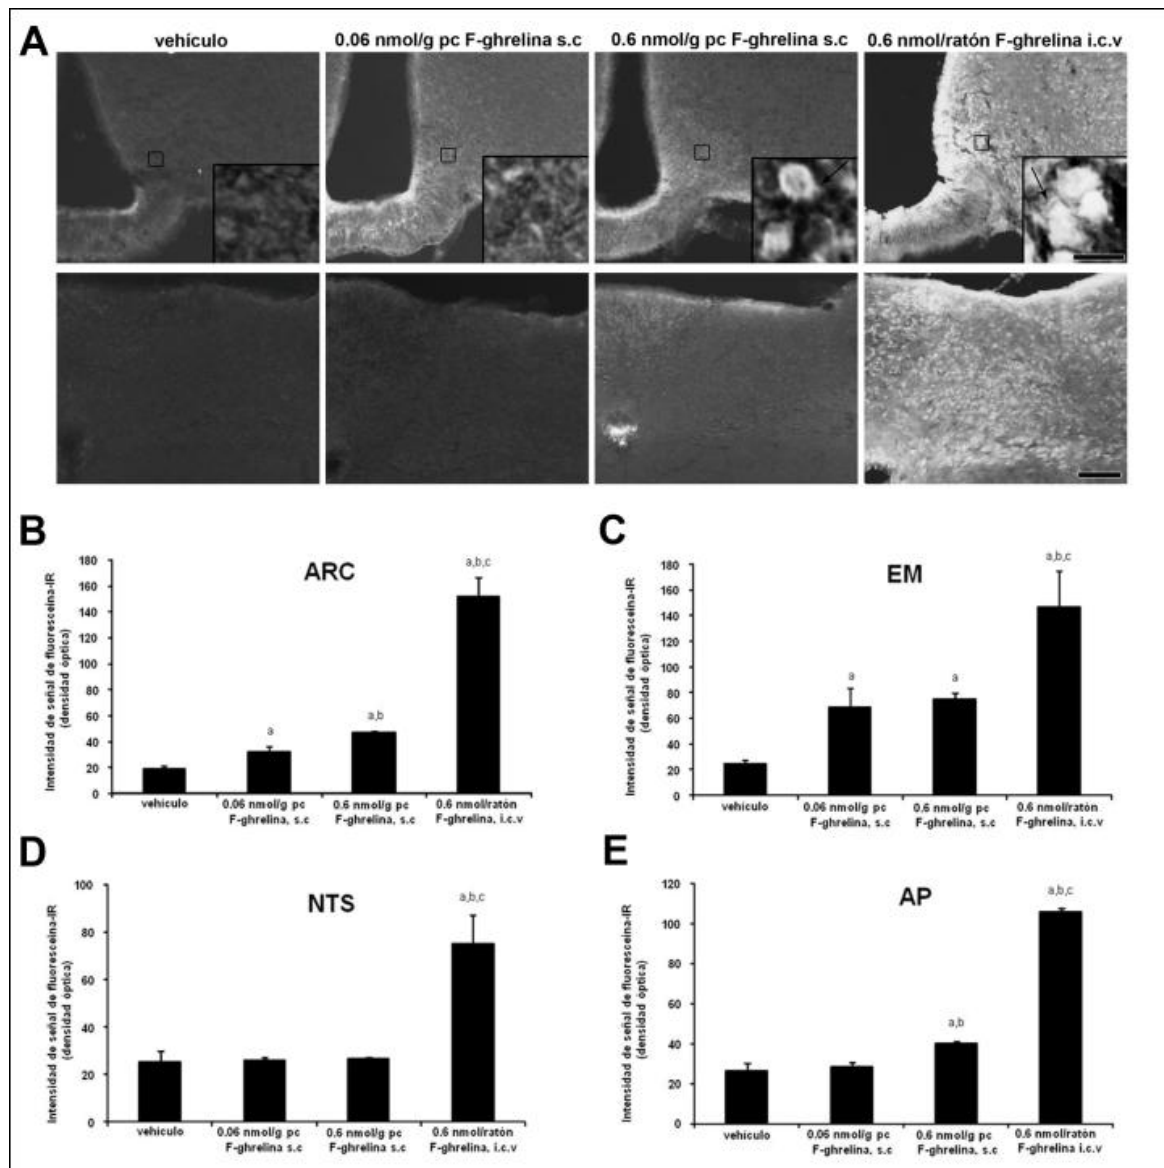 A
vehículo
0.06 nmol/g pc F-ghrelina s.c
0.6 nmol/g pc F-ghrelina s.c
0.6 nmol/ratón F-ghrelina i.c.v
B
ARC
Intensidad de señal de fluoresceina-IR
(densidad óptica)
180
160
140
120
100
80
60
40
20
0
a
a,b
a,b,c
vehículo
0.06 nmol/g pc
F-ghrelina, s.c
0.6 nmol/g pc
F-ghrelina, s.c
0.6 nmol/ratón
F-ghrelina, i.c.v
C
EM
Intensidad de señal de fluoresceina-IR
(densidad óptica)
180
160
140
120
100
80
60
40
20
0
a
a
a,b,c
vehículo
0.06 nmol/g pc
F-ghrelina, s.c
0.6 nmol/g pc
F-ghrelina, s.c
0.6 nmol/ratón
F-ghrelina, i.c.v
D
NTS
Intensidad de señal de fluoresceina-IR
(densidad óptica)
100
80
60
40
20
0
a,b,c
vehículo
0.06 nmol/g pc
F-ghrelina s.c
0.6 nmol/g pc
F-ghrelina s.c
0.6 nmol/ratón
F-ghrelina i.c.v
E
AP
Intensidad de señal de fluoresceina-IR
(densidad óptica)
120
100
80
60
40
20
0
a,b
a,b,c
vehículo
0.06 nmol/g pc
F-ghrelina, s.c
0.6 nmol/g pc
F-ghrelina, s.c
0.6 nmol/ratón
F-ghrelina i.c.v